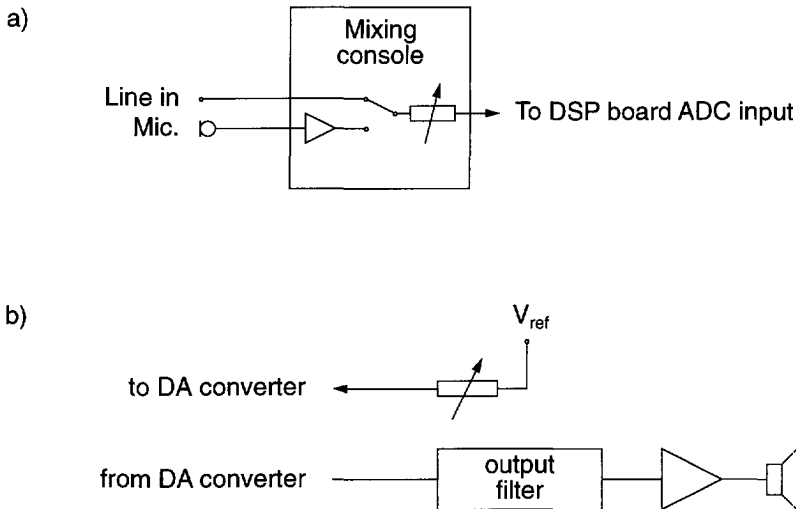 a)
Mixing
console
Line in
Mic.
To DSP board ADC input
b)
Vref
to DA converter
from DA converter
output
filter